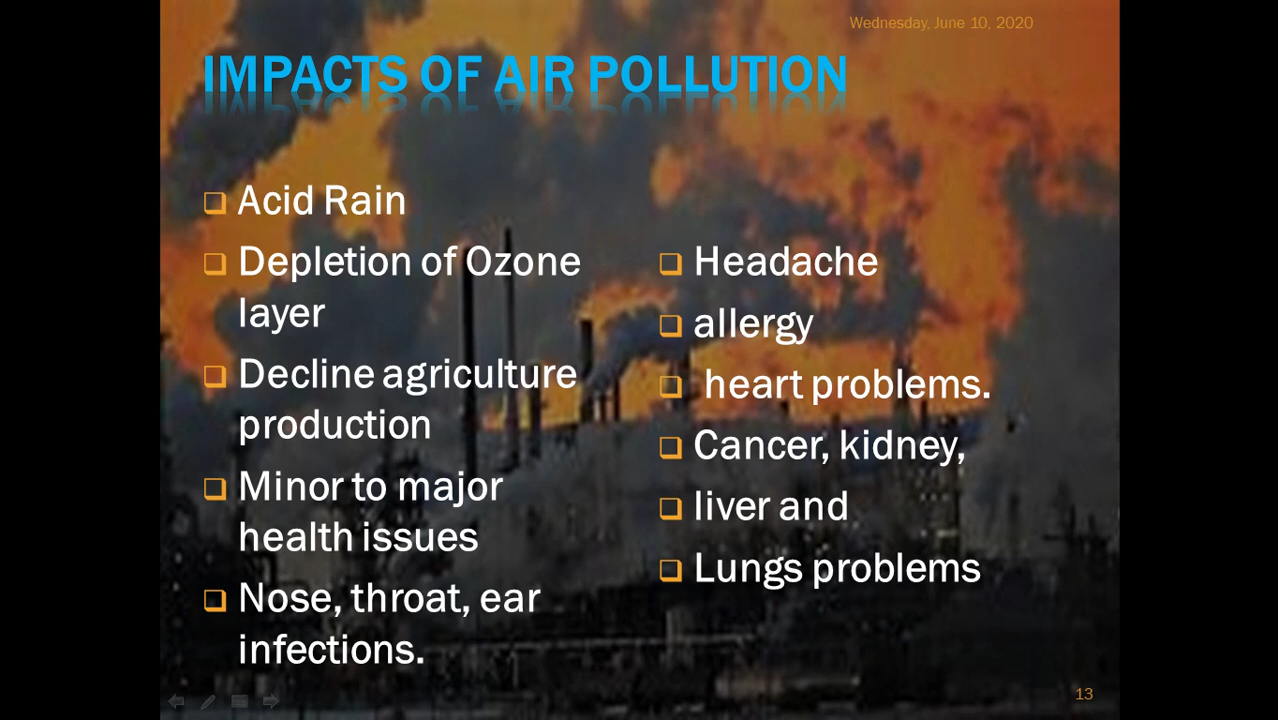 Wednesday, June 10, 2020
IMPACTS OF AIR POLLUTION
Acid Rain
Depletion of Ozone
layer
Decline agriculture
production
Minor to major
health issues
Nose, throat, ear
infections.
Headache
allergy
heart problems.
Cancer, kidney,
liver and
Lungs problems
13